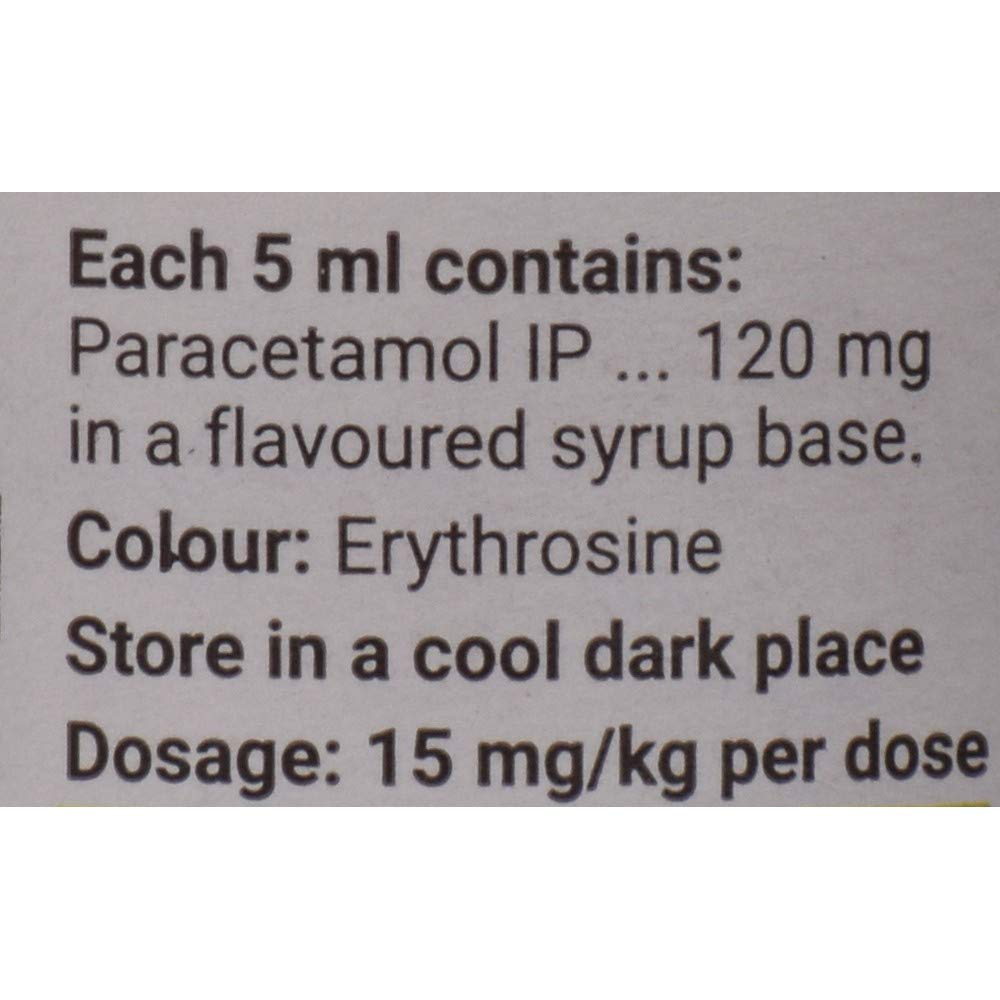 Each 5 ml contains:
Paracetamol IP ... 120 mg
in a flavoured syrup base.
Colour: Erythrosine
Store in a cool dark place
Dosage: 15 mg/kg per dose